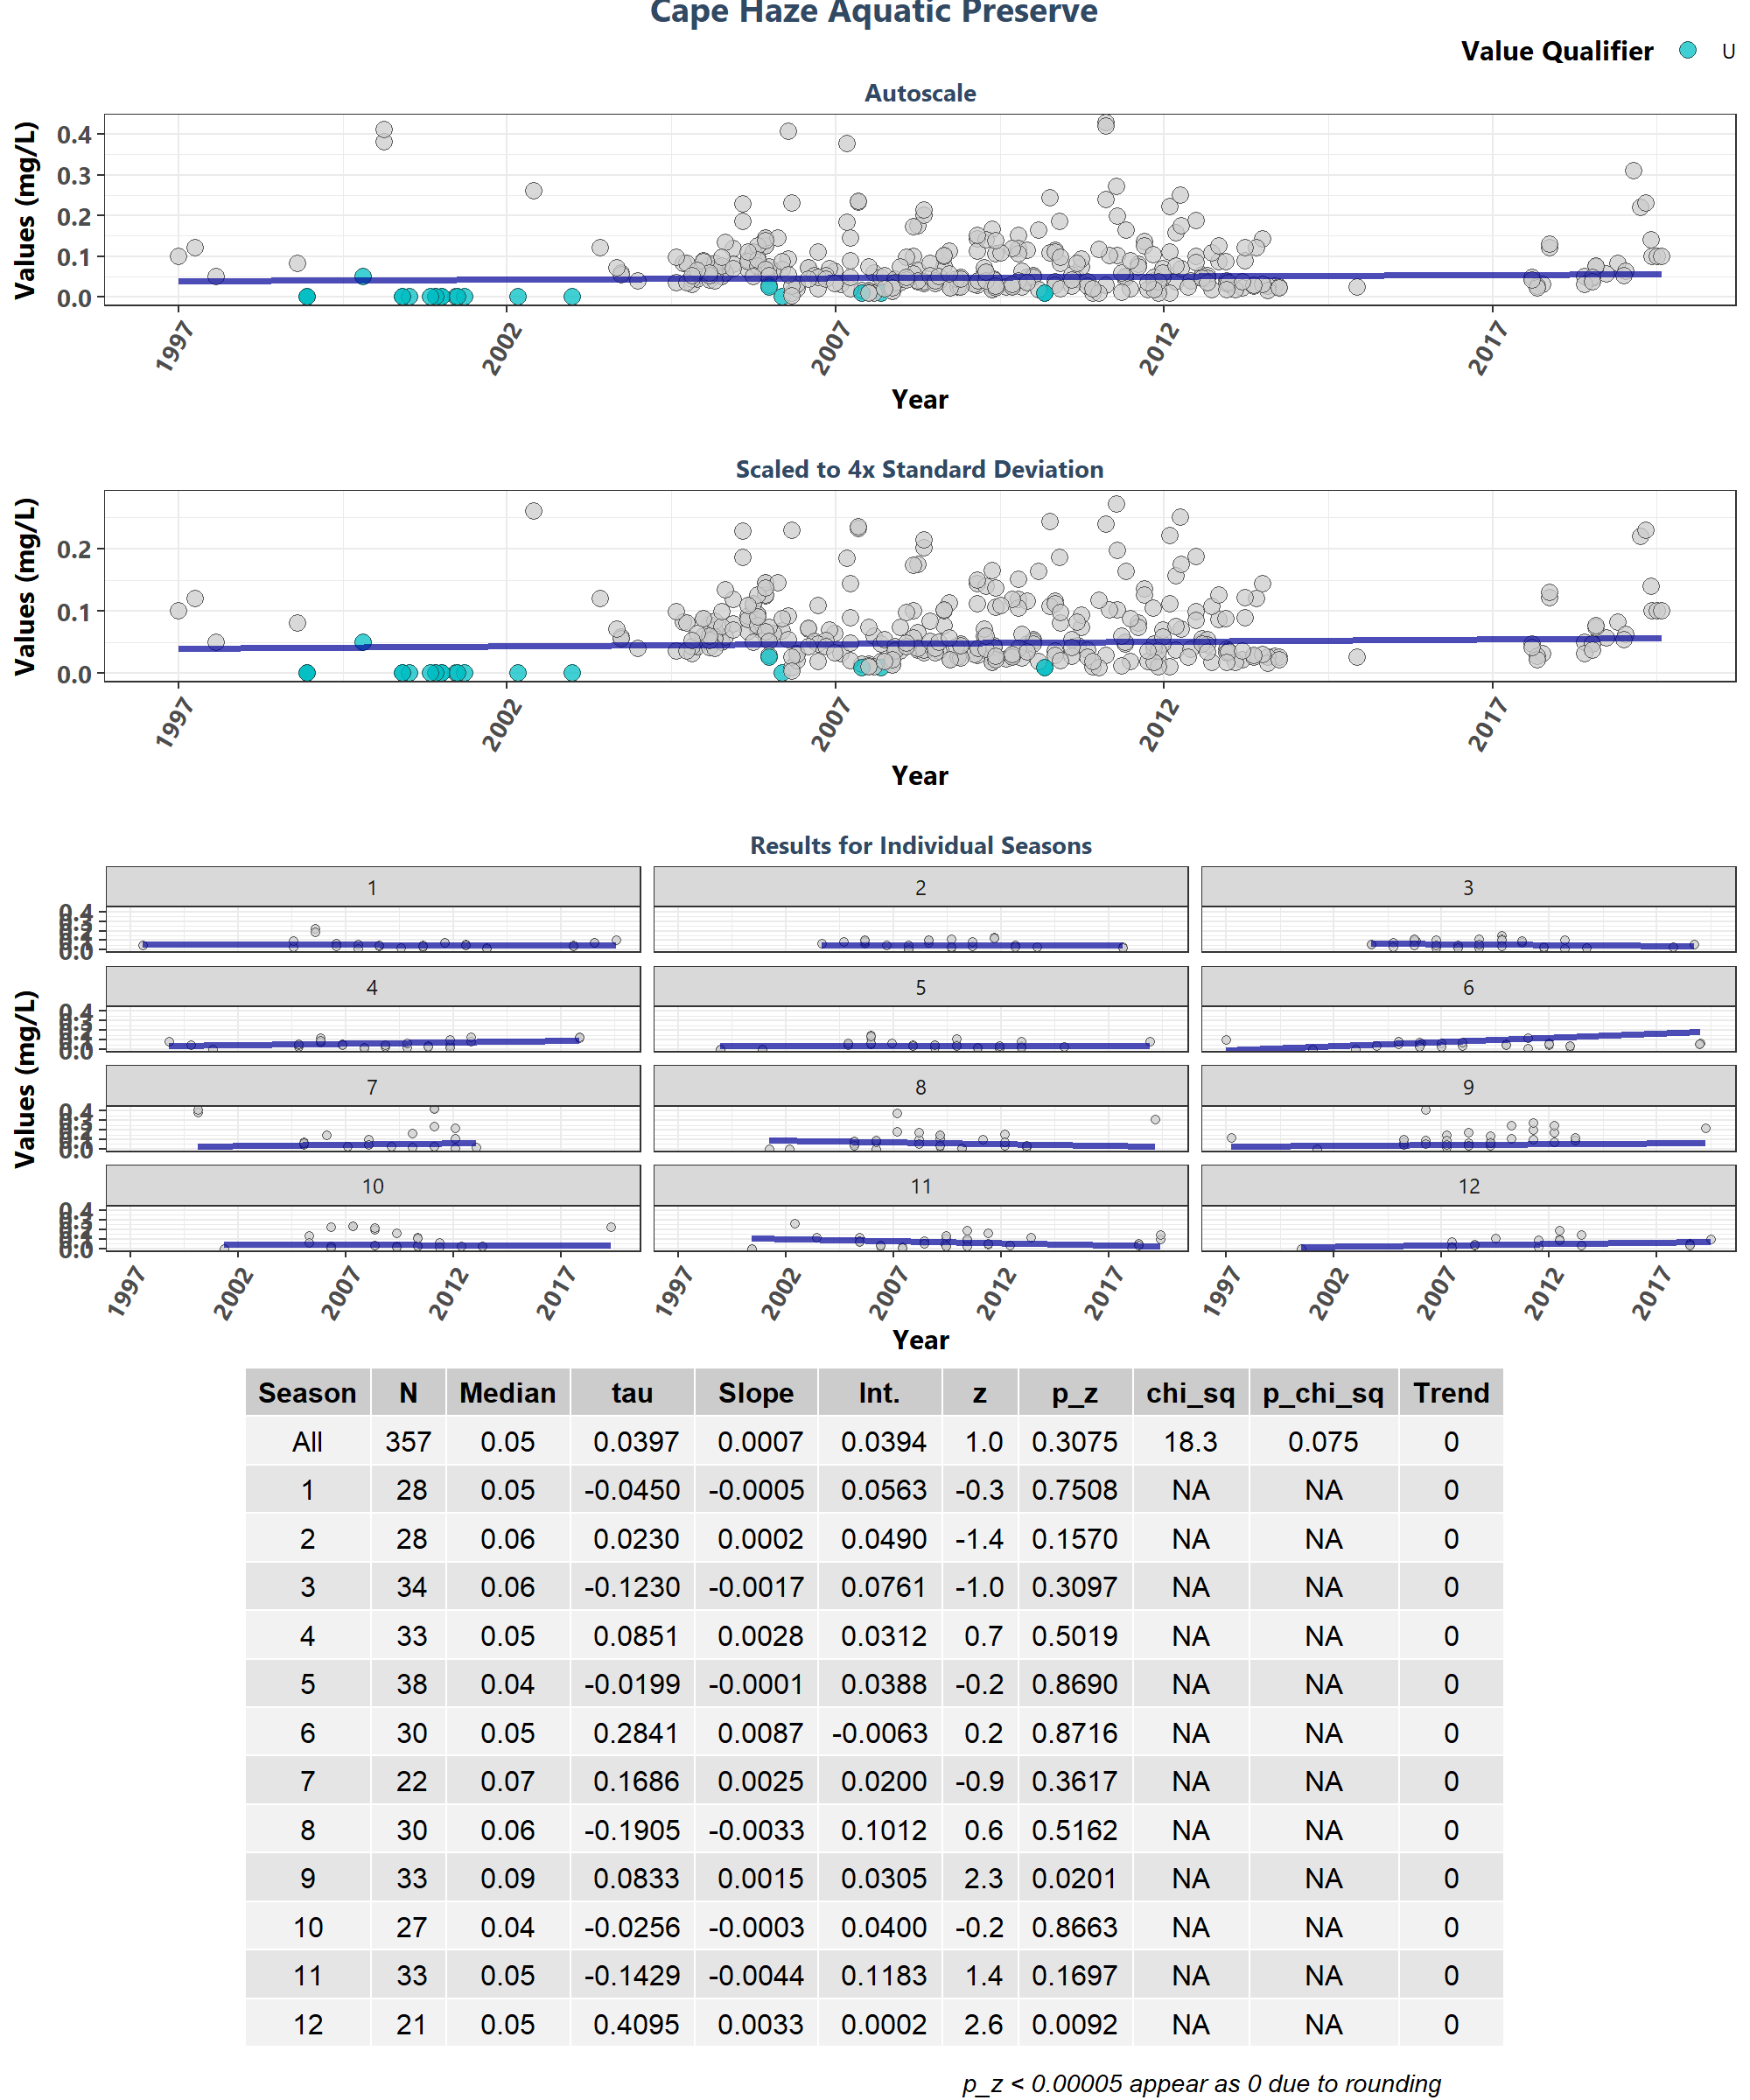 Cape Haze Aquatic Preserve
Value Qualifier U
Autoscale
Values (mg/L)
0.4
0.3
0.2
0.1
0.0
1997 2002 2007 2012 2017
Year
Scaled to 4x Standard Deviation
Values (mg/L)
0.2
0.1
0.0
1997 2002 2007 2012 2017
Year
Results for Individual Seasons
Values (mg/L)
1 2 3
0.4
0.0
4 5 6
0.4
0.0
7 8 9
0.4
0.0
10 11 12
0.4
0.0
1997 2002 2007 2012 2017 1997 2002 2007 2012 2017 1997 2002 2007 2012 2017
Year
Season N Median tau Slope Int. z p_z chi_sq p_chi_sq Trend
All 357 0.05 0.0397 0.0007 0.0394 1.0 0.3075 18.3 0.075 0
1 28 0.05 -0.0450 -0.0005 0.0563 -0.3 0.7508 NA NA 0
2 28 0.06 0.0230 0.0002 0.0490 -1.4 0.1570 NA NA 0
3 34 0.06 -0.1230 -0.0017 0.0761 -1.0 0.3097 NA NA 0
4 33 0.05 0.0851 0.0028 0.0312 0.7 0.5019 NA NA 0
5 38 0.04 -0.0199 -0.0001 0.0388 -0.2 0.8690 NA NA 0
6 30 0.05 0.2841 0.0087 -0.0063 0.2 0.8716 NA NA 0
7 22 0.07 0.1686 0.0025 0.0200 -0.9 0.3617 NA NA 0
8 30 0.06 -0.1905 -0.0033 0.1012 0.6 0.5162 NA NA 0
9 33 0.09 0.0833 0.0015 0.0305 2.3 0.0201 NA NA 0
10 27 0.04 -0.0256 -0.0003 0.0400 -0.2 0.8663 NA NA 0
11 33 0.05 -0.1429 -0.0044 0.1183 1.4 0.1697 NA NA 0
12 21 0.05 0.4095 0.0033 0.0002 2.6 0.0092 NA NA 0
p_z < 0.00005 appear as 0 due to rounding